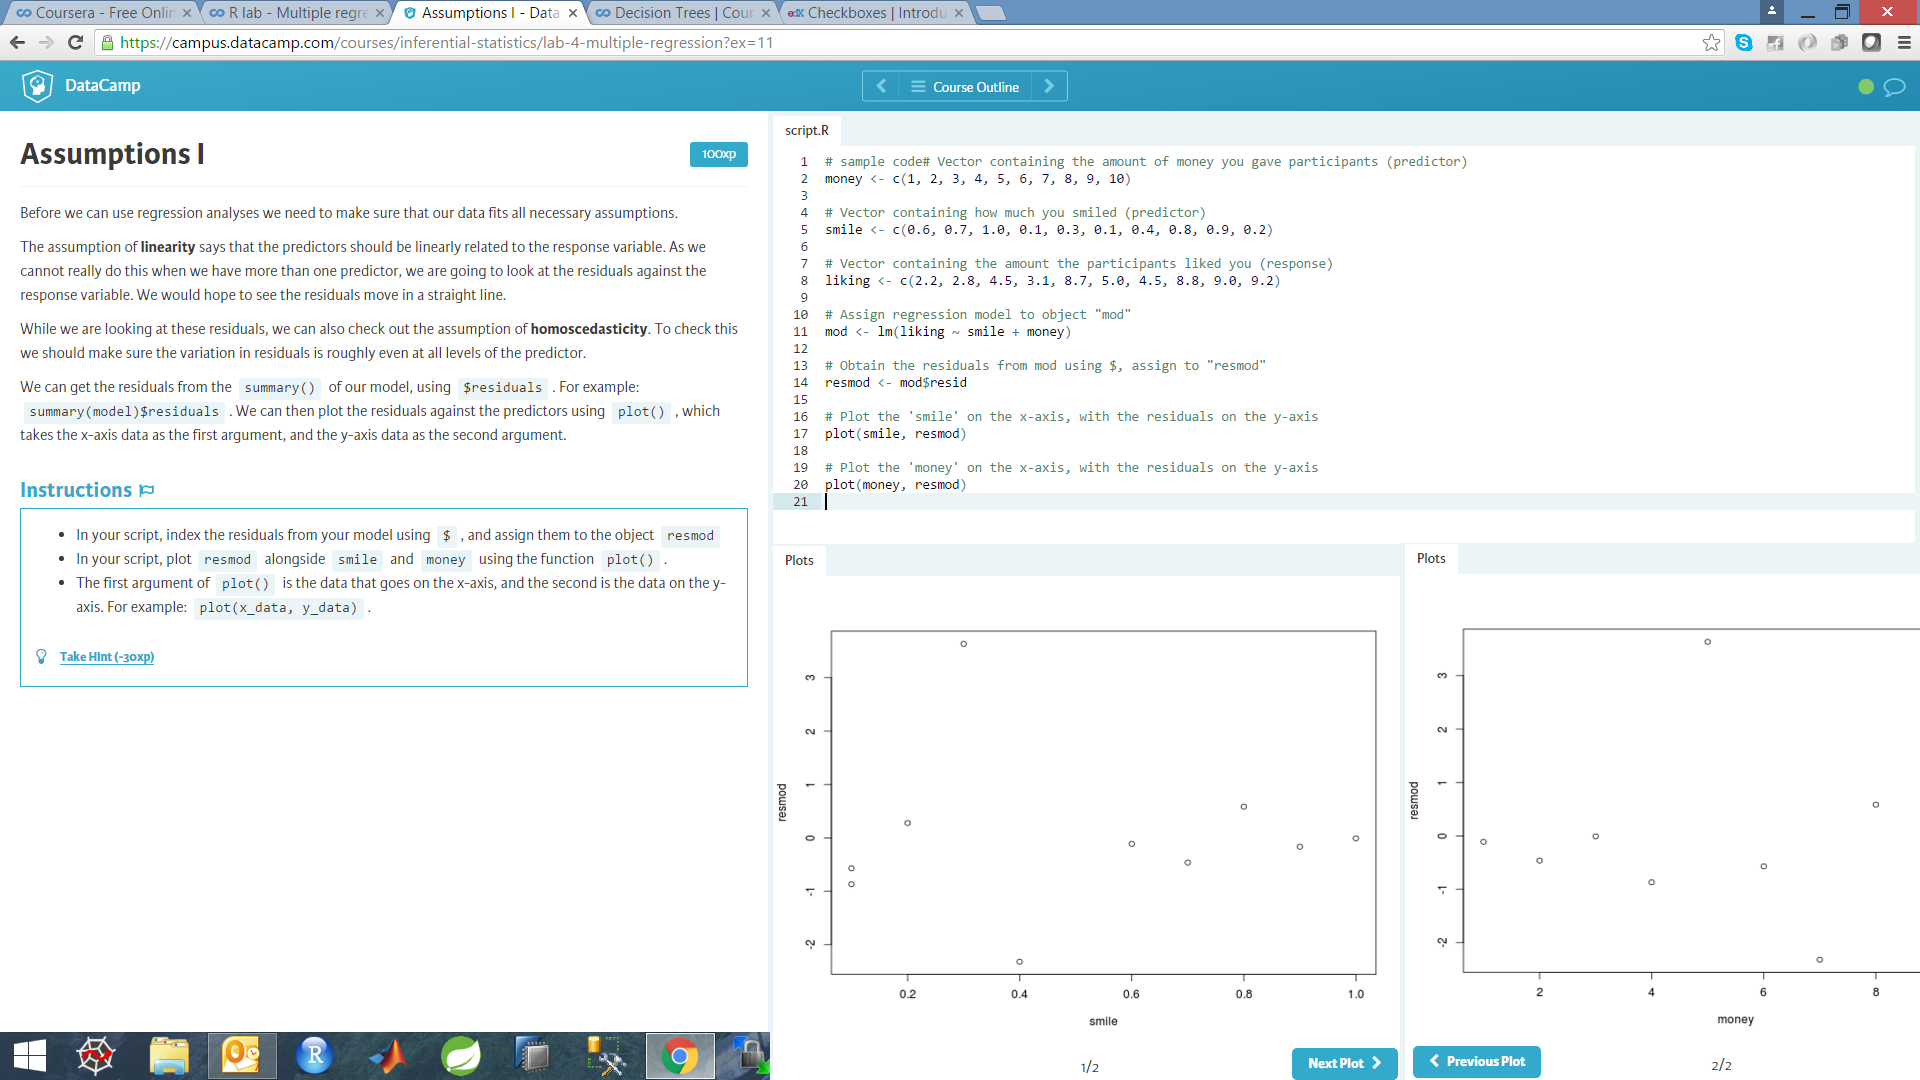 Coursera - Free Onlin
R lab - Multiple regre
Assumptions I - Data
Decision Trees | Cour
edX Checkboxes | Introdu
https://campus.datacamp.com/courses/inferential-statistics/lab-4-multiple-regression?ex=11
DataCamp
Course Outline
Assumptions I
100xp
Before we can use regression analyses we need to make sure that our data fits all necessary assumptions.
The assumption of linearity says that the predictors should be linearly related to the response variable. As we
cannot really do this when we have more than one predictor, we are going to look at the residuals against the
response variable. We would hope to see the residuals move in a straight line.
While we are looking at these residuals, we can also check out the assumption of homoscedasticity. To check this
we should make sure the variation in residuals is roughly even at all levels of the predictor.
We can get the residuals from the summary() of our model, using $residuals . For example:
summary(model)$residuals . We can then plot the residuals against the predictors using plot() , which
takes the x-axis data as the first argument, and the y-axis data as the second argument.
Instructions
• In your script, index the residuals from your model using $ , and assign them to the object resmod
• In your script, plot resmod alongside smile and money using the function plot() .
• The first argument of plot() is the data that goes on the x-axis, and the second is the data on the y-
axis. For example: plot(x_data, y_data) .
Take Hint (-30xp)
script.R
1 # sample code# Vector containing the amount of money you gave participants (predictor)
2 money <- c(1, 2, 3, 4, 5, 6, 7, 8, 9, 10)
3
4 # Vector containing how much you smiled (predictor)
5 smile <- c(0.6, 0.7, 1.0, 0.1, 0.3, 0.1, 0.4, 0.8, 0.9, 0.2)
6
7 # Vector containing the amount the participants liked you (response)
8 liking <- c(2.2, 2.8, 4.5, 3.1, 8.7, 5.0, 4.5, 8.8, 9.0, 9.2)
9
10 # Assign regression model to object "mod"
11 mod <- lm(liking ~ smile + money)
12
13 # Obtain the residuals from mod using $, assign to "resmod"
14 resmod <- mod$resid
15
16 # Plot the 'smile' on the x-axis, with the residuals on the y-axis
17 plot(smile, resmod)
18
19 # Plot the 'money' on the x-axis, with the residuals on the y-axis
20 plot(money, resmod)
21
Plots
3
2
1
0
-1
-2
resmod
0.2 0.4 0.6 0.8 1.0
smile
1/2
Next Plot
Plots
3
2
1
0
-1
-2
resmod
2 4 6 8
money
Previous Plot
2/2